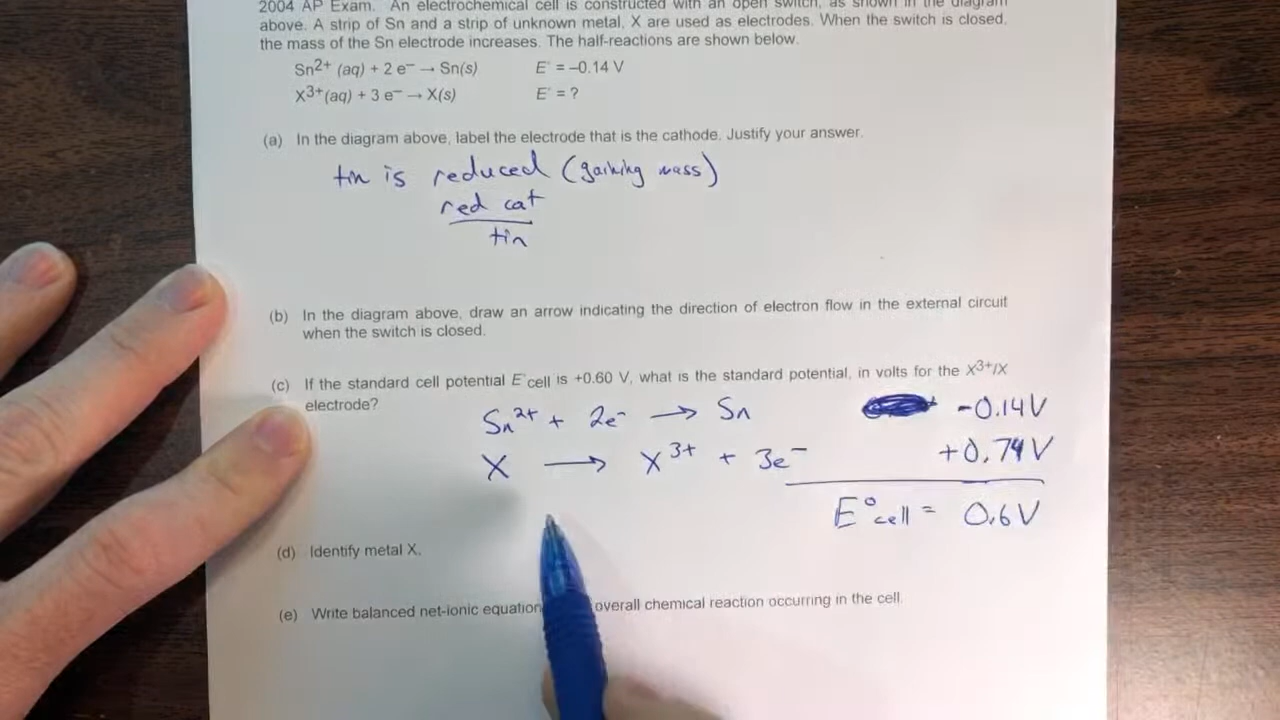 2004 AP Exam. An electrochemical cell is constructed with an open switch, as shown in the diagram
above. A strip of Sn and a strip of unknown metal, X are used as electrodes. When the switch is closed,
the mass of the Sn electrode increases. The half-reactions are shown below.
Sn2+ (aq) + 2 e− → Sn(s) E° = −0.14 V
X3+(aq) + 3 e− → X(s) E° = ?
(a) In the diagram above, label the electrode that is the cathode. Justify your answer.
tin is reduced (gaining mass)
red cat
tin
(b) In the diagram above, draw an arrow indicating the direction of electron flow in the external circuit
when the switch is closed.
(c) If the standard cell potential E°cell is +0.60 V, what is the standard potential, in volts for the X3+/X
electrode?
Sn2+ + 2e− → Sn −0.14V
X → X3+ + 3e− +0.74V
E°cell = 0.6V
(d) Identify metal X.
(e) Write balanced net-ionic equation overall chemical reaction occurring in the cell.